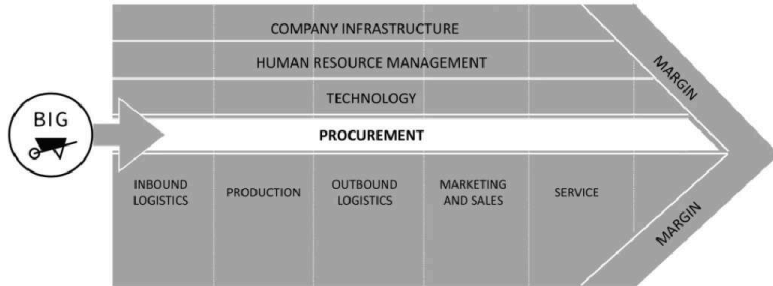 COMPANY INFRASTRUCTURE
HUMAN RESOURCE MANAGEMENT
TECHNOLOGY
MARGIN
BIG
PROCUREMENT
INBOUND
LOGISTICS
PRODUCTION
OUTBOUND
LOGISTICS
MARKETING
AND SALES
SERVICE
MARGIN